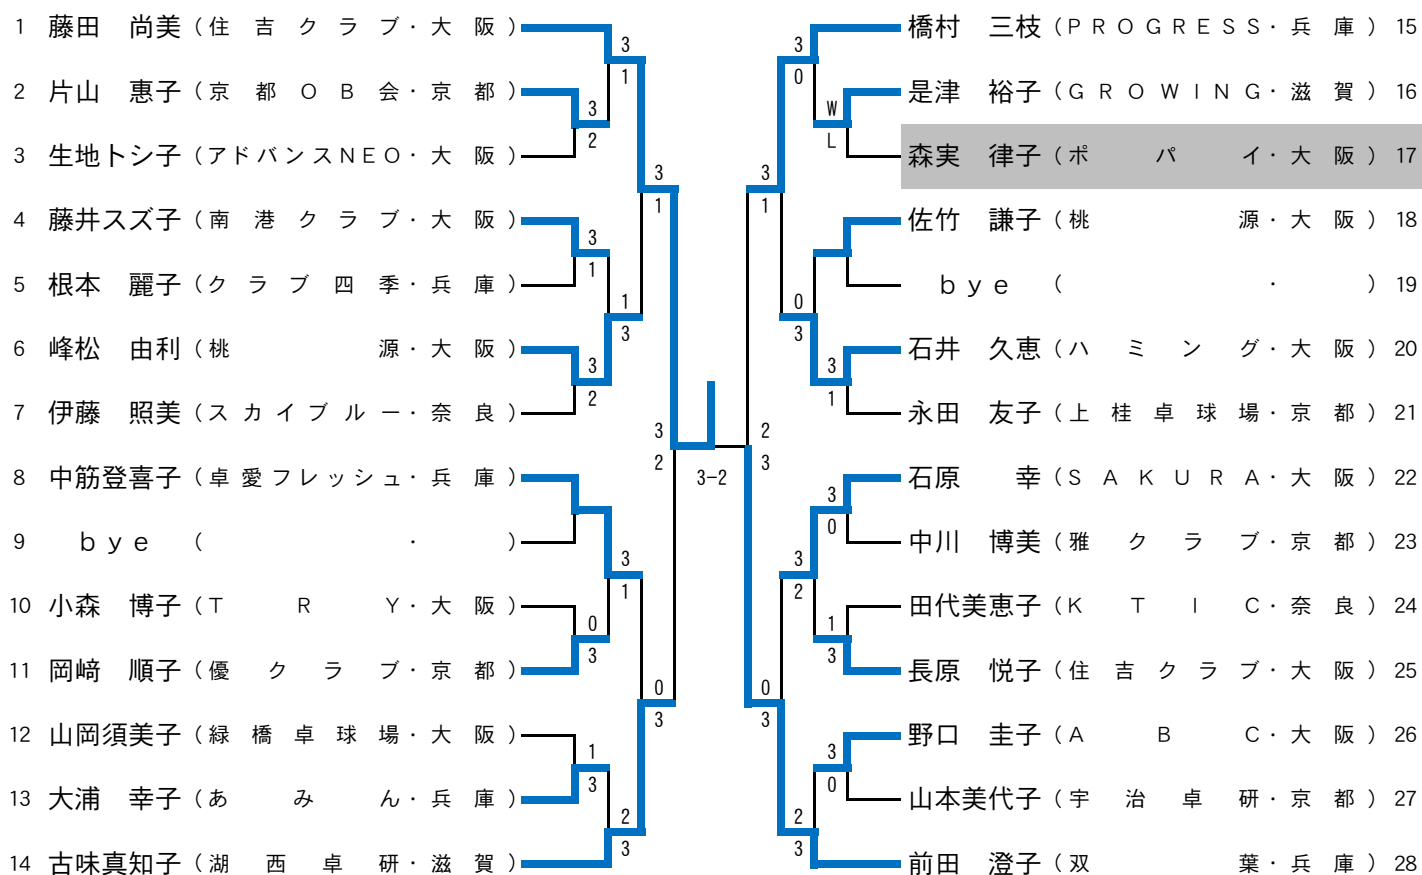 1 藤田 尚美 (住吉クラブ・大阪)
2 片山 惠子 (京都OB会・京都)
3 生地トシ子 (アドバンスNEO・大阪)
4 藤井スズ子 (南港クラブ・大阪)
5 根本 麗子 (クラブ四季・兵庫)
6 峰松 由利 (桃源・大阪)
7 伊藤 照美 (スカイブルー・奈良)
8 中筋登喜子 (卓愛フレッシュ・兵庫)
9 bye ( ・ )
10 小森 博子 (TRY・大阪)
11 岡﨑 順子 (優クラブ・京都)
12 山岡須美子 (緑橋卓球場・大阪)
13 大浦 幸子 (あみん・兵庫)
14 古味真知子 (湖西卓研・滋賀)
3
1
3
2
3
1
3
1
1
3
3
2
3
2
3
1
0
3
0
3
1
3
2
3
3-2
3
0
W
L
3
1
0
3
3
1
2
3
3
0
3
2
1
3
0
3
3
0
2
3
橋村 三枝 (PROGRESS・兵庫) 15
是津 裕子 (GROWING・滋賀) 16
森実 律子 (ポパイ・大阪) 17
佐竹 謙子 (桃源・大阪) 18
bye ( ・ ) 19
石井 久恵 (ハミング・大阪) 20
永田 友子 (上桂卓球場・京都) 21
石原 幸 (SAKURA・大阪) 22
中川 博美 (雅クラブ・京都) 23
田代美恵子 (KTIC・奈良) 24
長原 悦子 (住吉クラブ・大阪) 25
野口 圭子 (ABC・大阪) 26
山本美代子 (宇治卓研・京都) 27
前田 澄子 (双葉・兵庫) 28